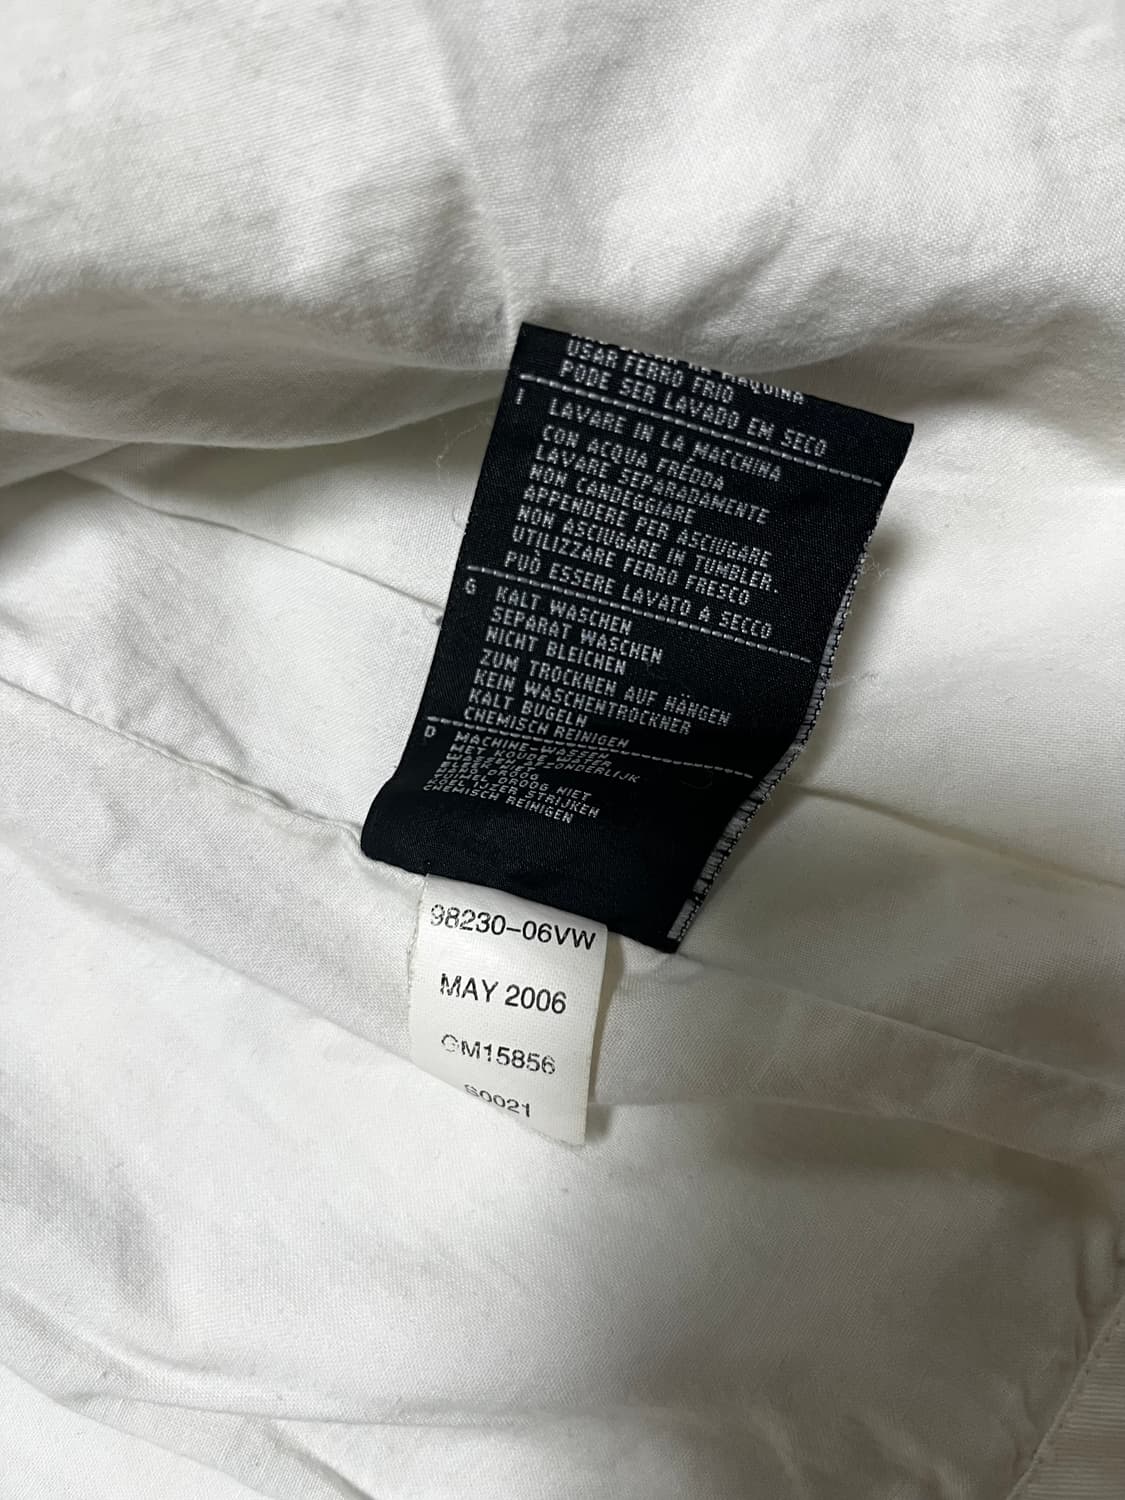 USAR FERRO FRIO
PODE SER LAVADO EM SECO
I LAVARE IN LA MACCHINA
CON ACQUA FREDDA
LAVARE SEPARADAMENTE
NON CANDEGGIARE
APPENDERE PER ASCIUGARE
NON ASCIUGARE IN TUMBLER.
UTILIZZARE FERRO FRESCO
PUÒ ESSERE LAVATO A SECCO
G KALT WASCHEN
SEPARAT WASCHEN
NICHT BLEICHEN
ZUM TROCKNEN AUF HÄNGEN
KEIN WASCHENTROCKNER
KALT BUGELN
CHEMISCH REINIGEN
D MACHINE-WASSEN
IJZER STRIJKEN
CHEMISCH REINIGEN
98230-06VW
MAY 2006
GM15856
S0021